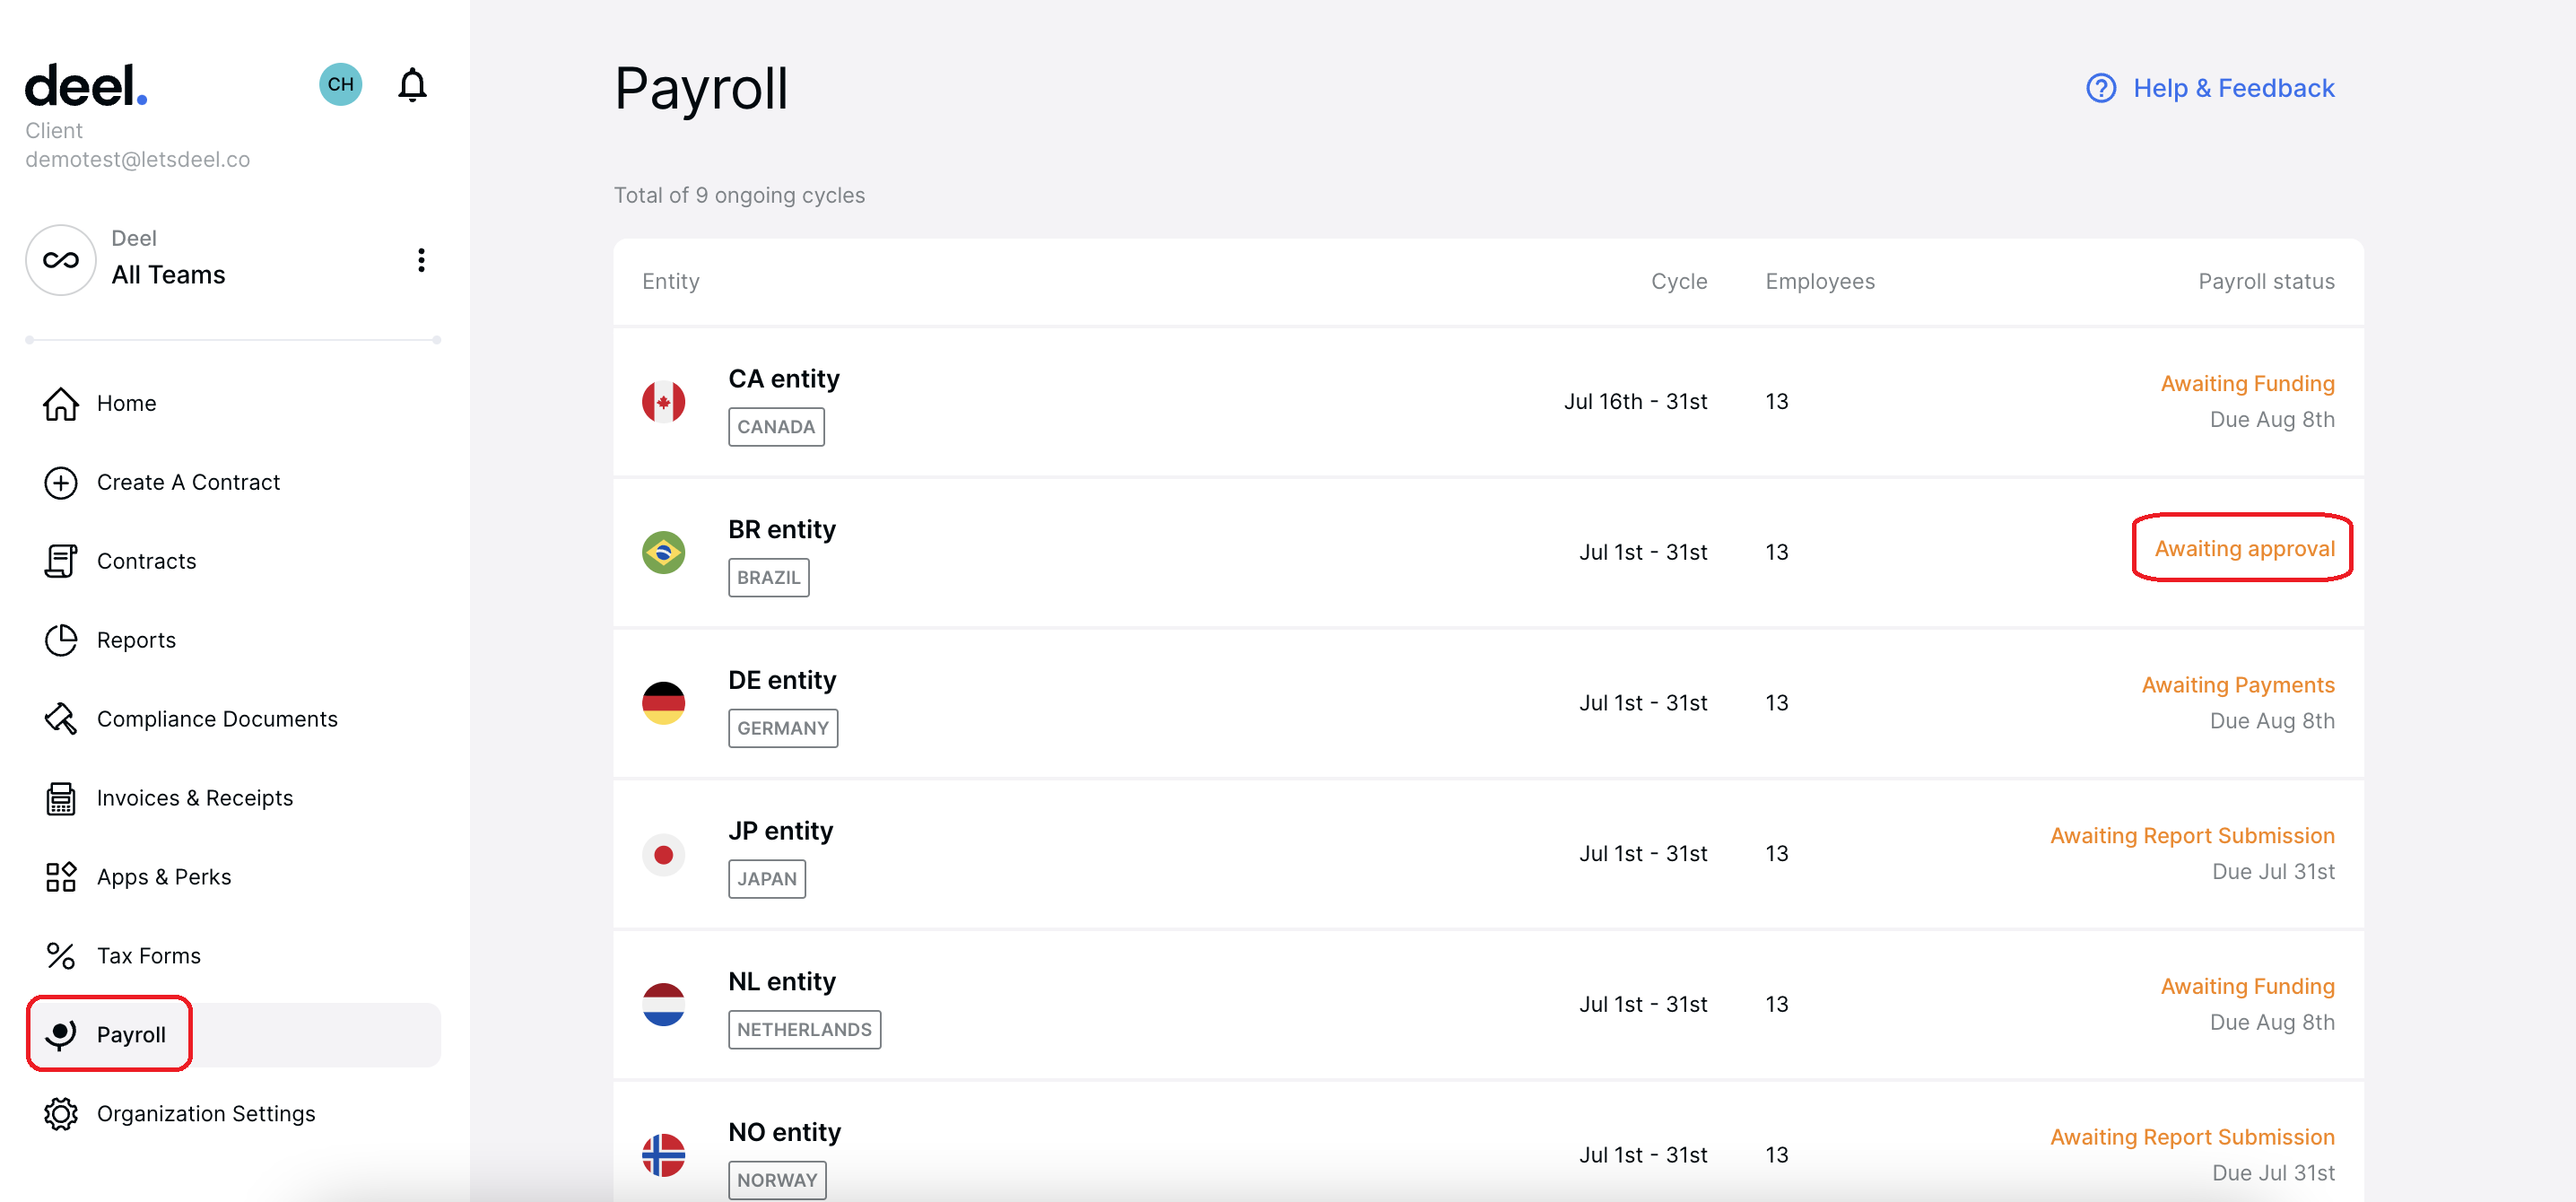 deel.
CH
Client
demotest@letsdeel.co
Deel
All Teams
Home
Create A Contract
Contracts
Reports
Compliance Documents
Invoices & Receipts
Apps & Perks
Tax Forms
Payroll
Organization Settings
Payroll
Help & Feedback
Total of 9 ongoing cycles
Entity Cycle Employees Payroll status
CA entity
CANADA
Jul 16th - 31st 13
Awaiting Funding
Due Aug 8th
BR entity
BRAZIL
Jul 1st - 31st 13
Awaiting approval
DE entity
GERMANY
Jul 1st - 31st 13
Awaiting Payments
Due Aug 8th
JP entity
JAPAN
Jul 1st - 31st 13
Awaiting Report Submission
Due Jul 31st
NL entity
NETHERLANDS
Jul 1st - 31st 13
Awaiting Funding
Due Aug 8th
NO entity
NORWAY
Jul 1st - 31st 13
Awaiting Report Submission
Due Jul 31st